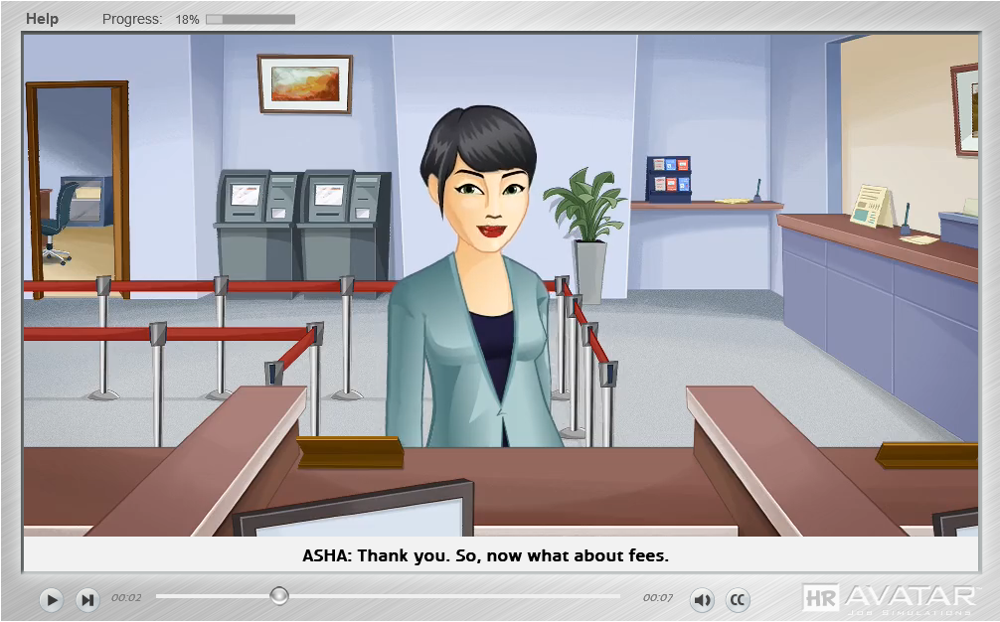 Help Progress: 18%
ASHA: Thank you. So, now what about fees.
00:02 00:07 CC HR AVATAR
JOB SIMULATIONS